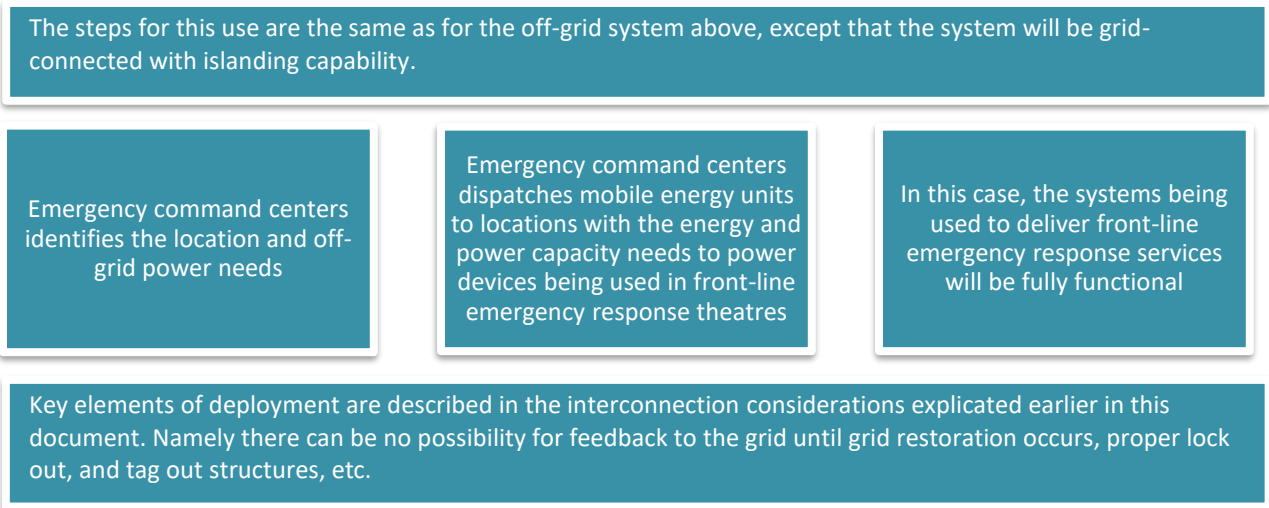 The steps for this use are the same as for the off-grid system above, except that the system will be grid-
connected with islanding capability.
Emergency command centers
identifies the location and off-
grid power needs
Emergency command centers
dispatches mobile energy units
to locations with the energy and
power capacity needs to power
devices being used in front-line
emergency response theatres
In this case, the systems being
used to deliver front-line
emergency response services
will be fully functional
Key elements of deployment are described in the interconnection considerations explicated earlier in this
document. Namely there can be no possibility for feedback to the grid until grid restoration occurs, proper lock
out, and tag out structures, etc.